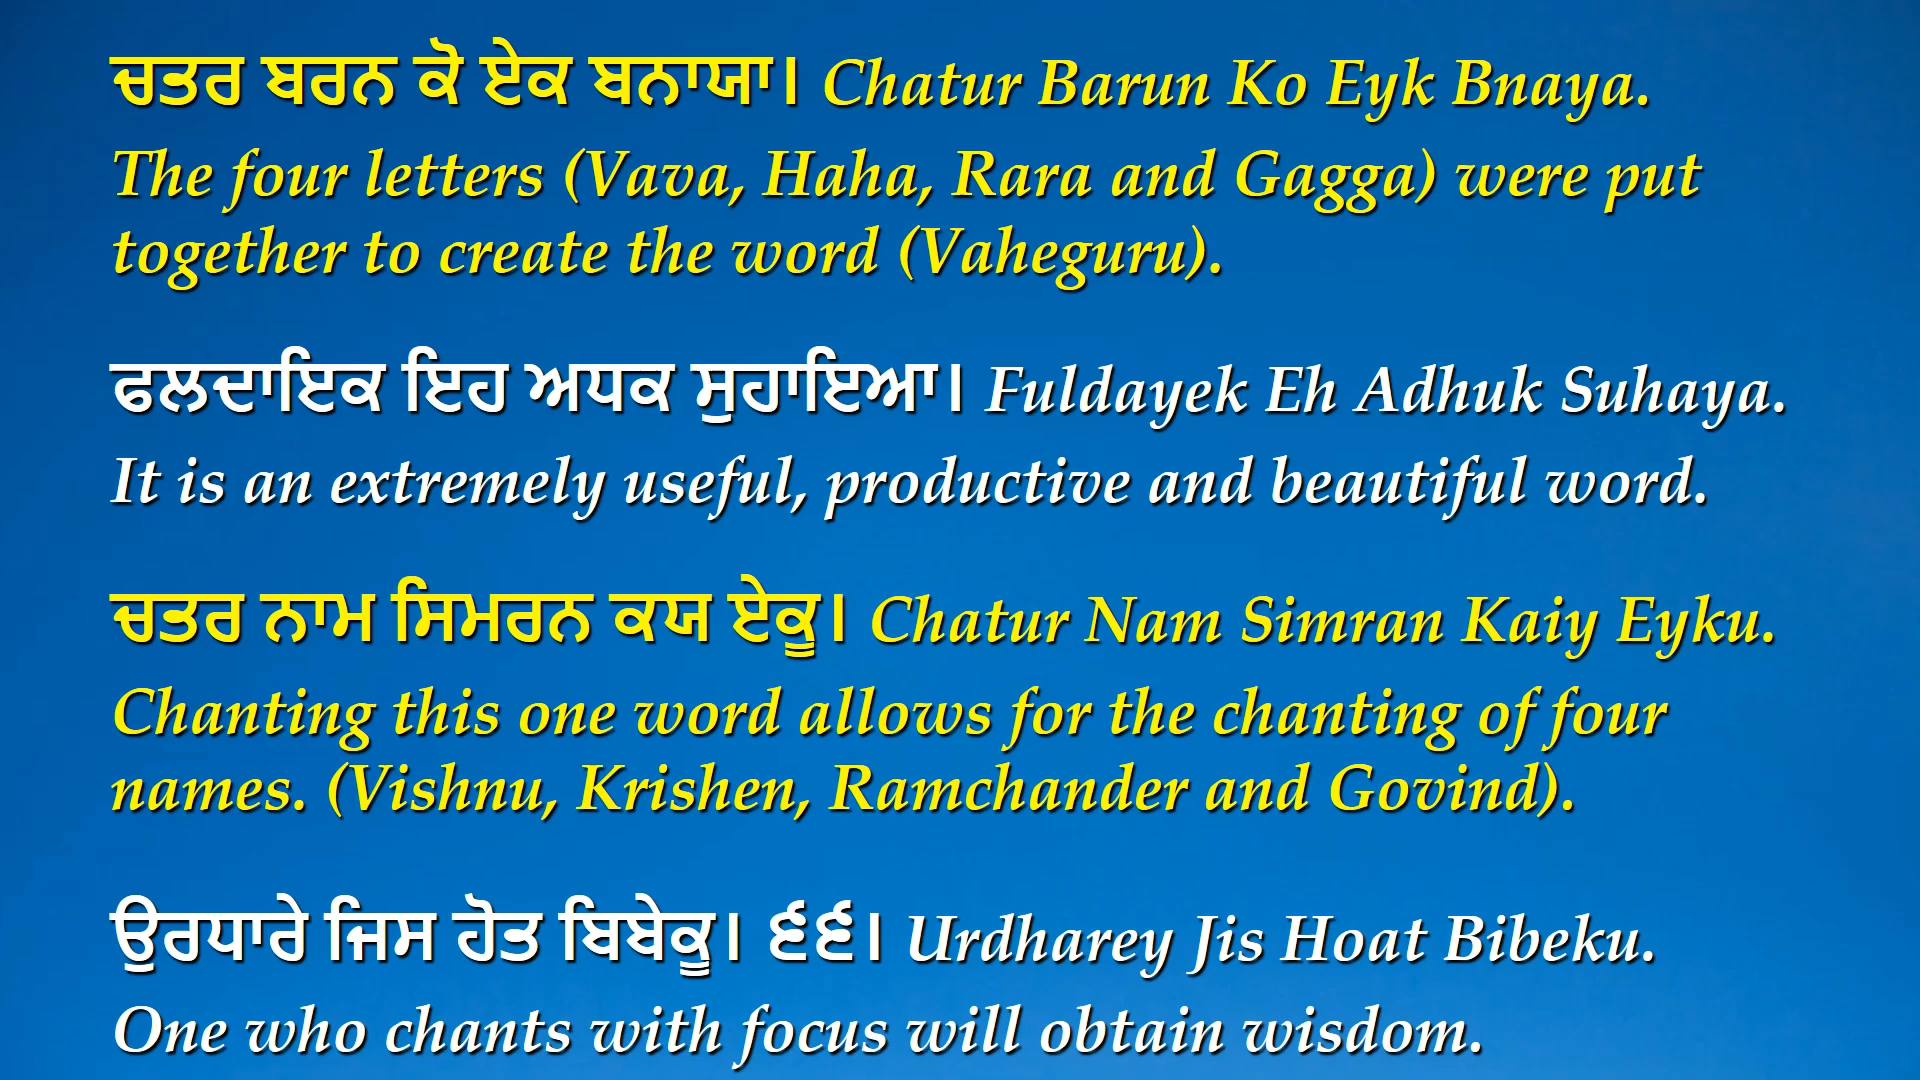 ਚਤਰ ਬਰਨ ਕੋ ਏਕ ਬਨਾਯਾ। Chatur Barun Ko Eyk Bnaya.
The four letters (Vava, Haha, Rara and Gagga) were put
together to create the word (Vaheguru).
ਫਲਦਾਇਕ ਇਹ ਅਧਕ ਸੁਹਾਇਆ। Fuldayek Eh Adhuk Suhaya.
It is an extremely useful, productive and beautiful word.
ਚਤਰ ਨਾਮ ਸਿਮਰਨ ਕਯ ਏਕੂ। Chatur Nam Simran Kaiy Eyku.
Chanting this one word allows for the chanting of four
names. (Vishnu, Krishen, Ramchander and Govind).
ਉਰਧਾਰੇ ਜਿਸ ਹੋਤ ਬਿਬੇਕੂ। ੬੬। Urdharey Jis Hoat Bibeku.
One who chants with focus will obtain wisdom.